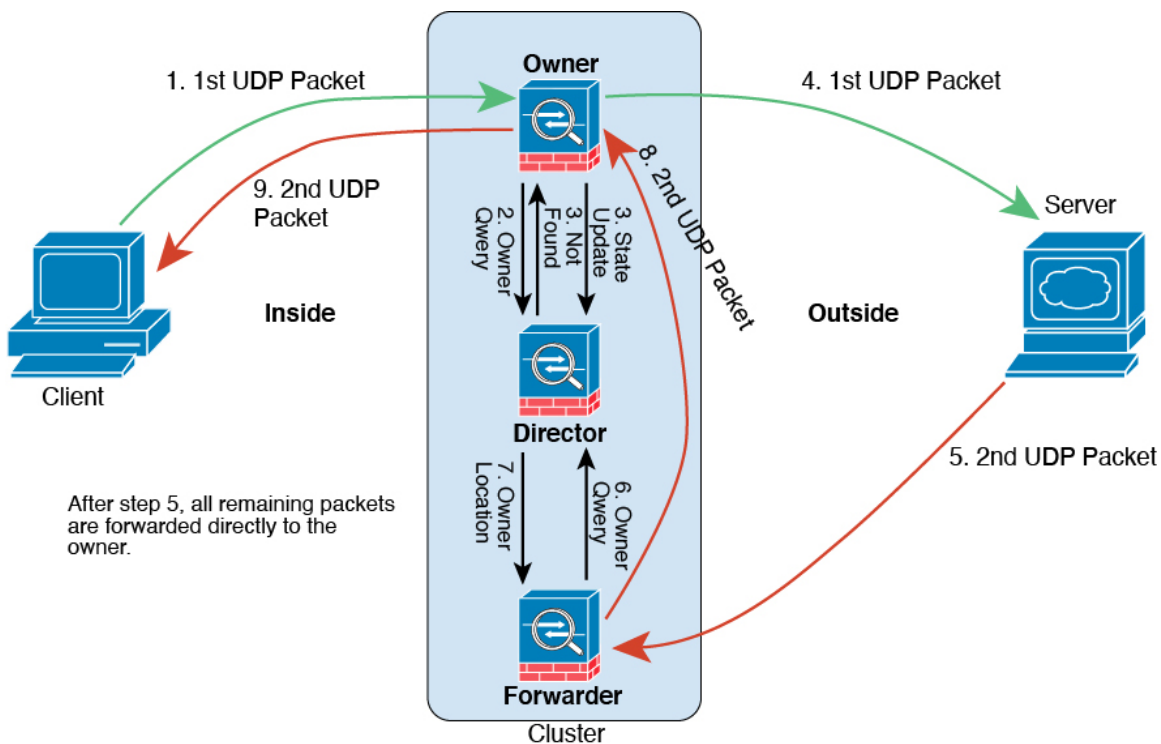 Owner
1. 1st UDP Packet
4. 1st UDP Packet
9. 2nd UDP
Packet
2. Owner
Qwery
3. Not
Found
3. State
Update
8. 2nd UDP Packet
Server
Inside
Outside
Client
Director
5. 2nd UDP Packet
7. Owner
Location
6. Owner
Qwery
After step 5, all remaining packets
are forwarded directly to the
owner.
Forwarder
Cluster